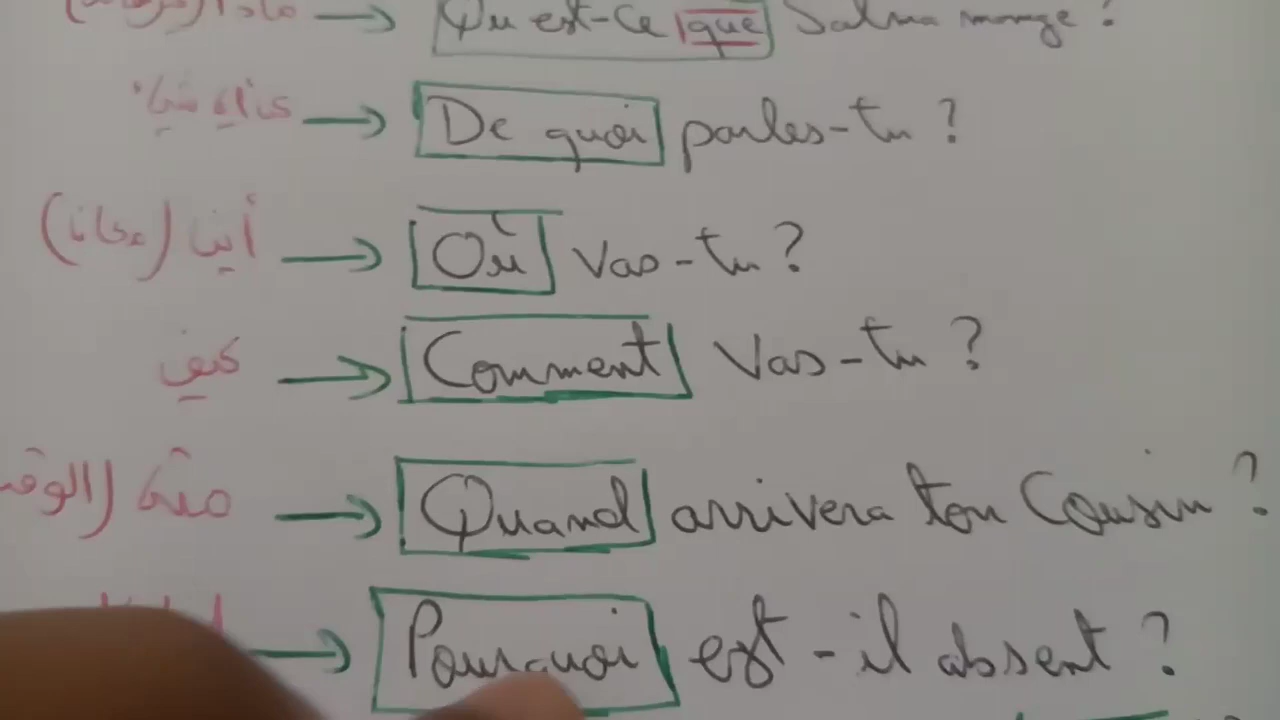 ماذا → Qu'est-ce que Salma mange ?
عن أي شيء → De quoi parles-tu ?
أين (مكان) → Où vas-tu ?
كيف → Comment vas-tu ?
متى (الوقت → Quand arrivera ton Cousin ?
→ Pourquoi est-il absent ?